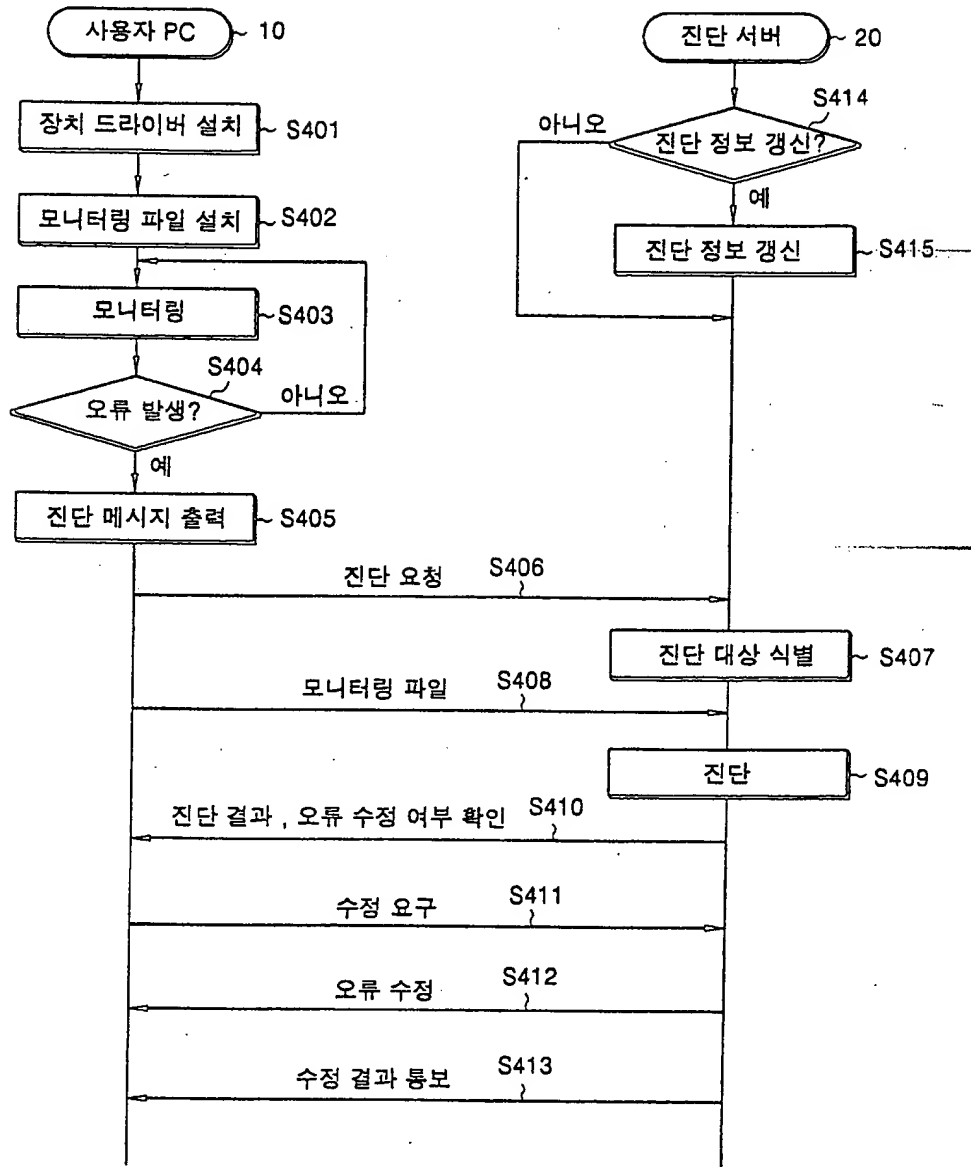 사용자 PC
10
진단 서버
20
장치 드라이버 설치
S401
모니터링 파일 설치
S402
모니터링
S403
S404
오류 발생?
아니오
예
진단 메시지 출력
S405
S414
진단 정보 갱신?
아니오
예
진단 정보 갱신
S415
진단 요청
S406
진단 대상 식별
S407
모니터링 파일
S408
진단
S409
진단 결과 , 오류 수정 여부 확인
S410
수정 요구
S411
오류 수정
S412
수정 결과 통보
S413